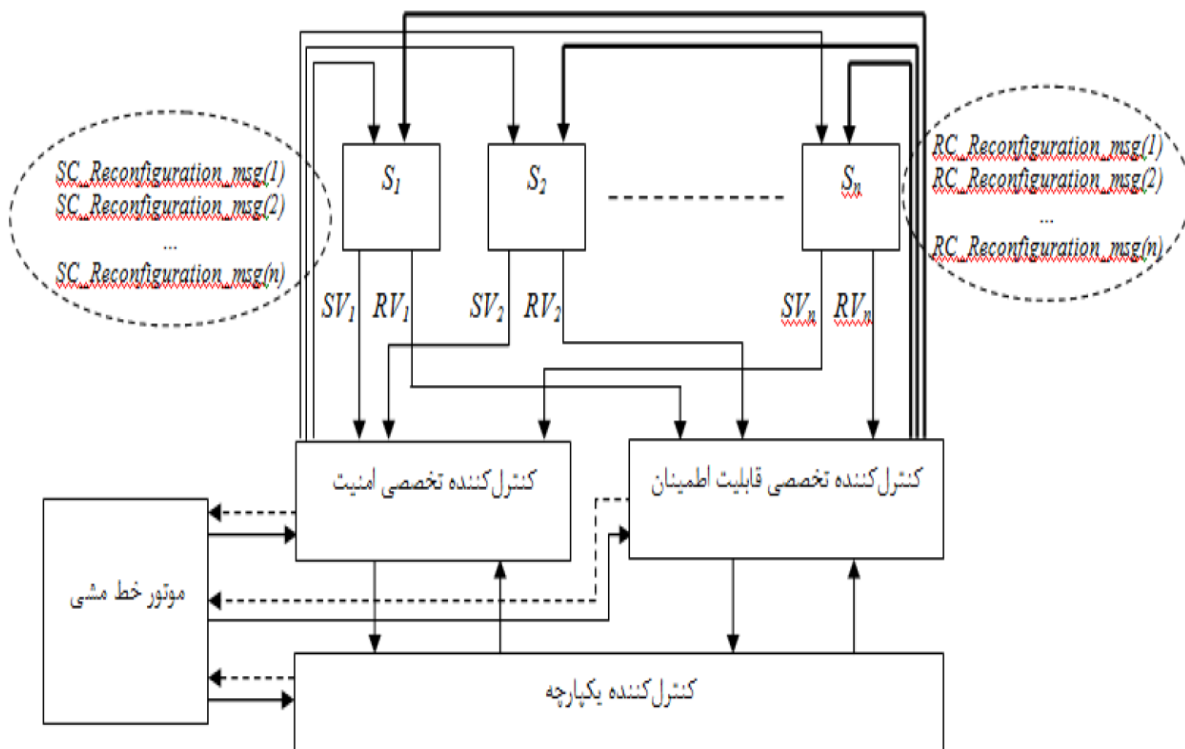 SC_Reconfiguration_msg(1)
SC_Reconfiguration_msg(2)
...
SC_Reconfiguration_msg(n)
S1
S2
Sn
RC_Reconfiguration_msg(1)
RC_Reconfiguration_msg(2)
...
RC_Reconfiguration_msg(n)
SV1 RV1 SV2 RV2 SVn RVn
کنترل‌کننده تخصصی امنیت
کنترل‌کننده تخصصی قابلیت اطمینان
موتور خط مشی
کنترل‌کننده یکپارچه